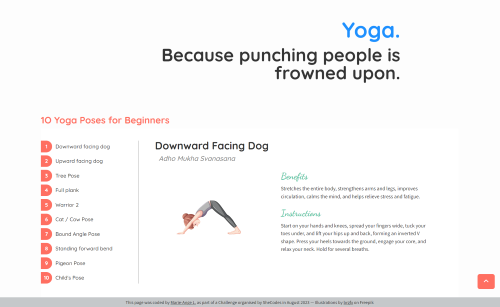 Yoga.
Because punching people is
frowned upon.
10 Yoga Poses for Beginners
1 Downward facing dog
2 Upward facing dog
3 Tree Pose
4 Full plank
5 Warrior 2
6 Cat / Cow Pose
7 Bound Angle Pose
8 Standing forward bend
9 Pigeon Pose
10 Child's Pose
Downward Facing Dog
Adho Mukha Svanasana
Benefits
Stretches the entire body, strengthens arms and legs, improves
circulation, calms the mind, and helps relieve stress and fatigue.
Instructions
Start on your hands and knees, spread your fingers wide, tuck your
toes under, and lift your hips up and back, forming an inverted V
shape. Press your heels towards the ground, engage your core, and
relax your neck. Hold for several breaths.
This page was coded by Marie-Anne L, as part of a Challenge organised by SheCodes in August 2023 — Illustrations by on Freepik